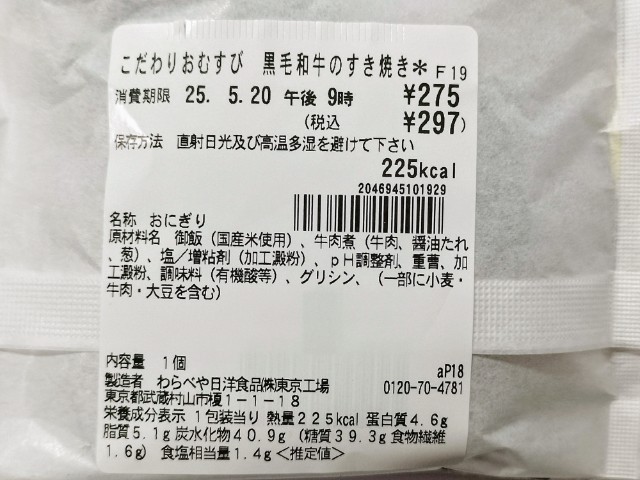 こだわりおむすび 黒毛和牛のすき焼き* F19
消費期限 25. 5.20 午後 9時 ¥275
(税込 ¥297)
保存方法 直射日光及び高温多湿を避けて下さい
225kcal
2046945101929
名称 おにぎり
原材料名 御飯(国産米使用)、牛肉煮(牛肉、醤油たれ
、葱)、塩/増粘剤(加工澱粉)、pH調整剤、重曹、加
工澱粉、調味料(有機酸等)、グリシン、(一部に小麦・
牛肉・大豆を含む)
内容量 1個 aP18
製造者 わらべや日洋食品㈱東京工場 0120-70-4781
東京都武蔵村山市榎1-1-18
栄養成分表示 1包装当り 熱量225kcal 蛋白質4.6g
脂質5.1g 炭水化物40.9g (糖質39.3g 食物繊維
1.6g) 食塩相当量1.4g<推定値>